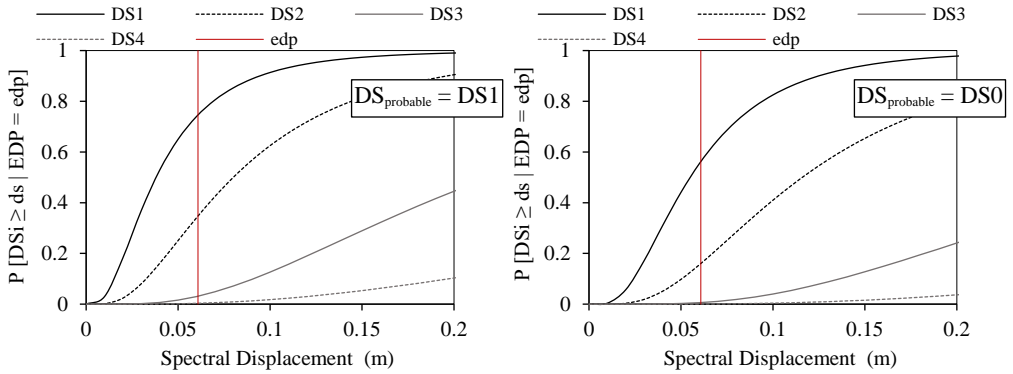 DS1 DS2 DS3
DS4 edp
P [DSi ≥ ds | EDP = edp]
1
0.8
0.6
0.4
0.2
0
DSprobable = DS1
0 0.05 0.1 0.15 0.2
Spectral Displacement (m)
DS1 DS2 DS3
DS4 edp
P [DSi ≥ ds | EDP = edp]
1
0.8
0.6
0.4
0.2
0
DSprobable = DS0
0 0.05 0.1 0.15 0.2
Spectral Displacement (m)